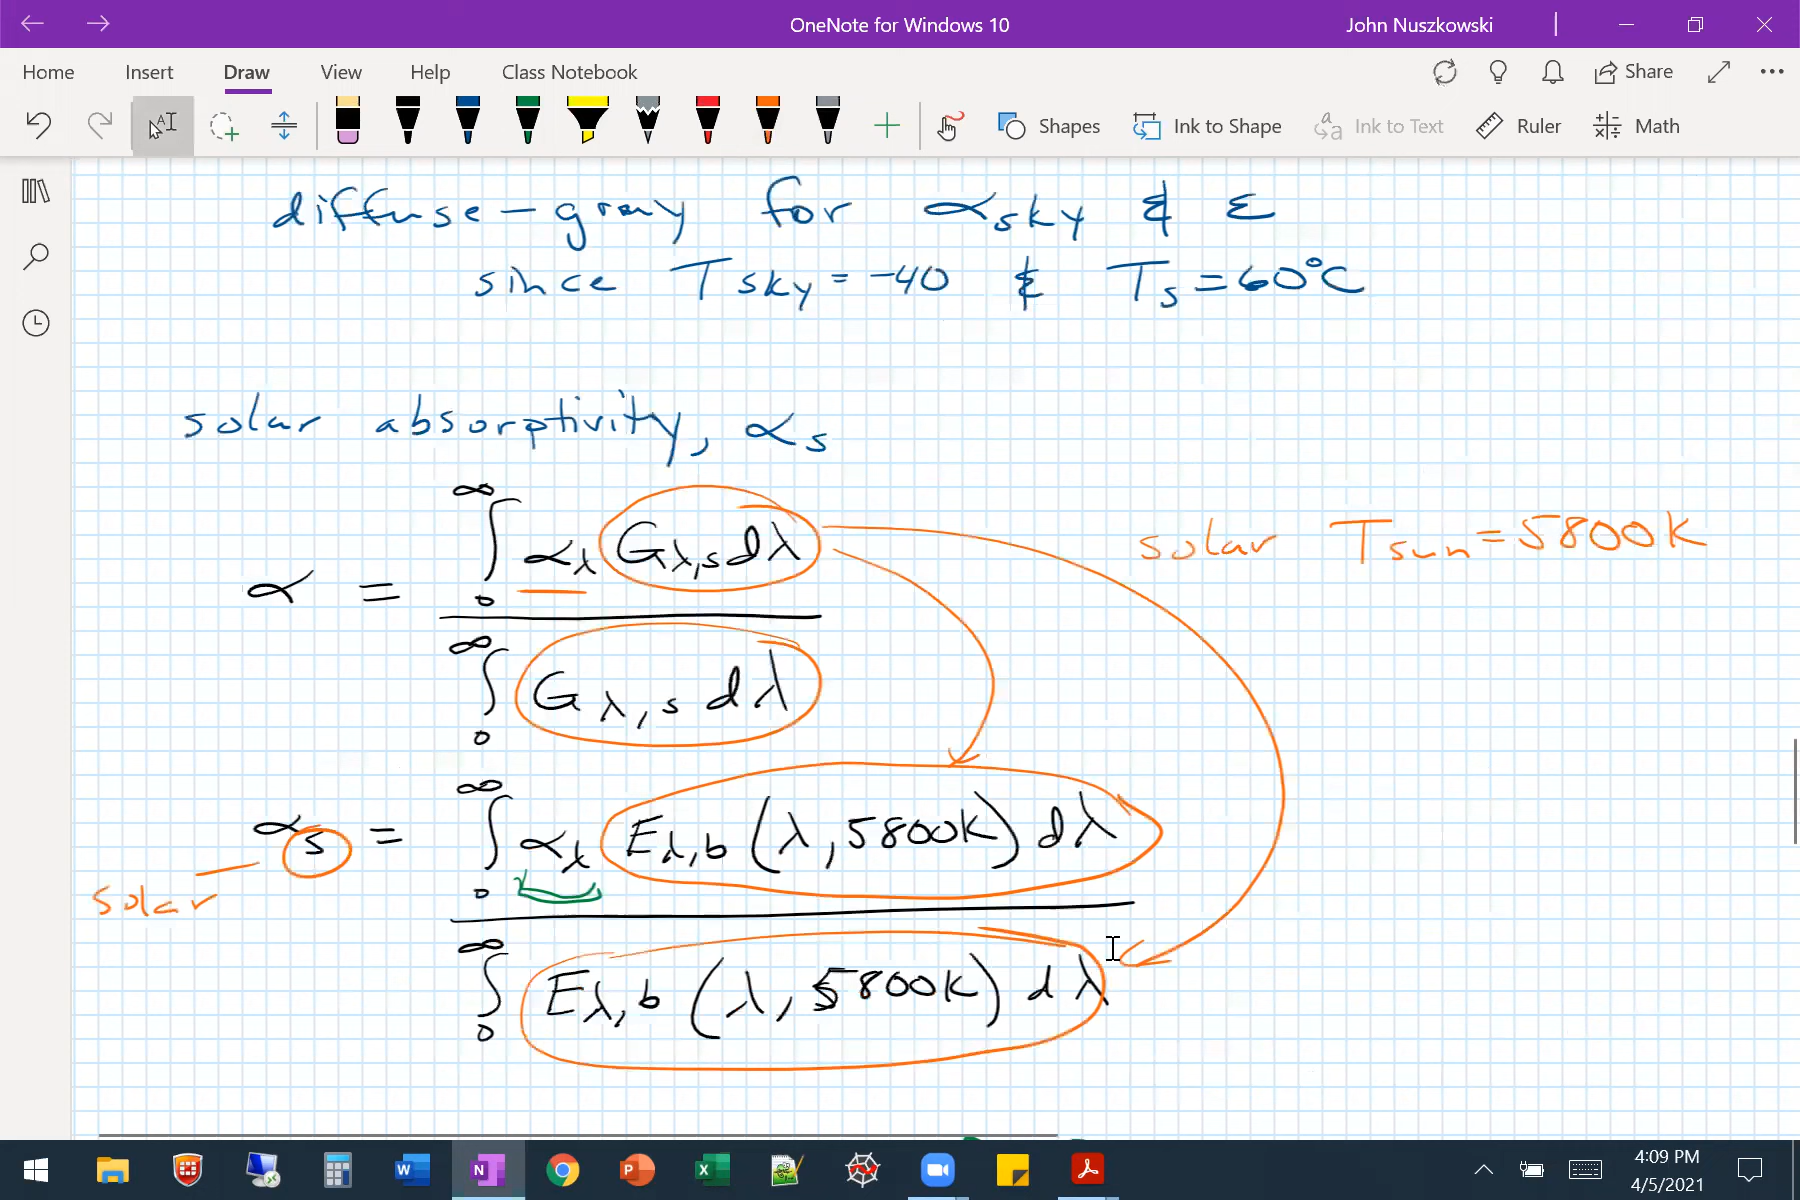 OneNote for Windows 10
John Nuszkowski
Home Insert Draw View Help Class Notebook
Share
Shapes Ink to Shape Ink to Text Ruler Math
diffuse-gray for αsky & ε
since Tsky = -40 & Ts = 60°C
solar absorptivity, αs
α = ∫₀^∞ αλ Gλ,s dλ
∫₀^∞ Gλ,s dλ
solar Tsun = 5800K
αs = ∫₀^∞ αλ Eλ,b (λ, 5800K) dλ
∫₀^∞ Eλ,b (λ, 5800K) dλ
solar
4:09 PM
4/5/2021